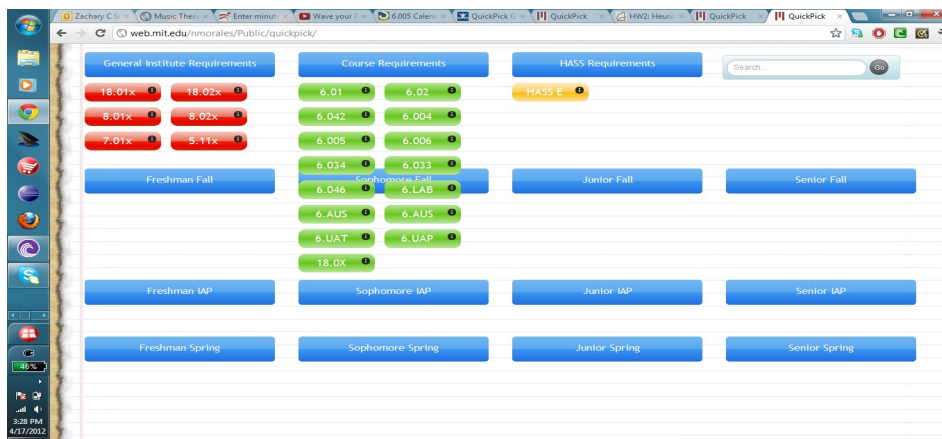 Zachary C S
Music Theo
Enter minut
Wave your F
6.005 Calen
QuickPick G
QuickPick
HW2: Heuris
QuickPick
QuickPick
web.mit.edu/nmorales/Public/quickpick/
General Institute Requirements
Course Requirements
HASS Requirements
Search...
Go
18.01x 18.02x 6.01 6.02 HASS E
8.01x 8.02x 6.042 6.004
7.01x 5.11x 6.005 6.006
6.034 6.033
Freshman Fall Sophomore Fall Junior Fall Senior Fall
6.046 6.LAB
6.AUS 6.AUS
6.UAT 6.UAP
18.0X
Freshman IAP Sophomore IAP Junior IAP Senior IAP
Freshman Spring Sophomore Spring Junior Spring Senior Spring
46%
3:28 PM
4/17/2012